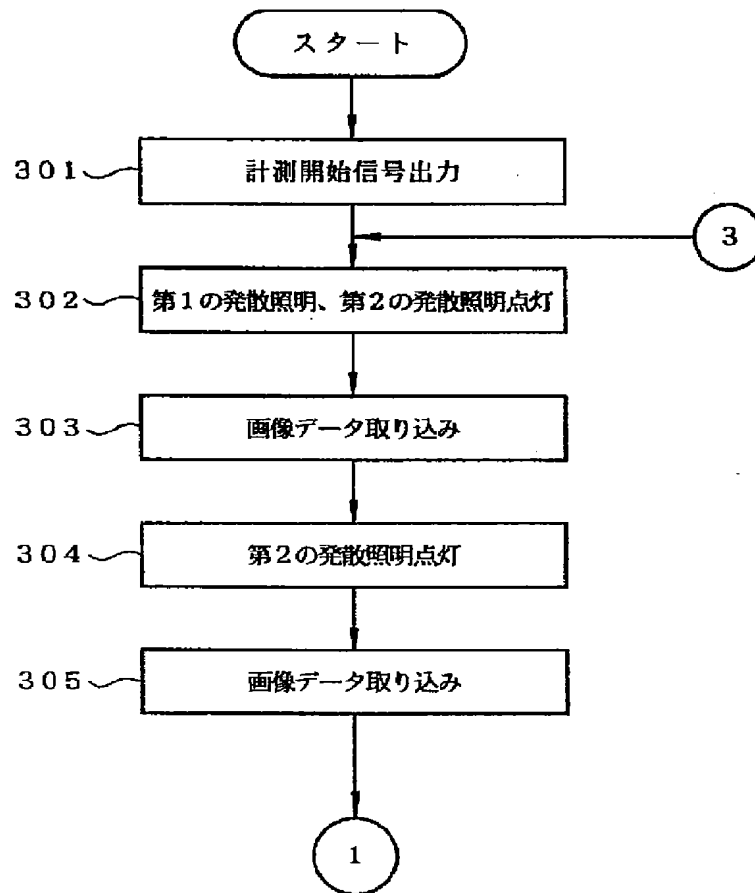 スタート
301 計測開始信号出力
3
302 第1の発散照明、第2の発散照明点灯
303 画像データ取り込み
304 第2の発散照明点灯
305 画像データ取り込み
1